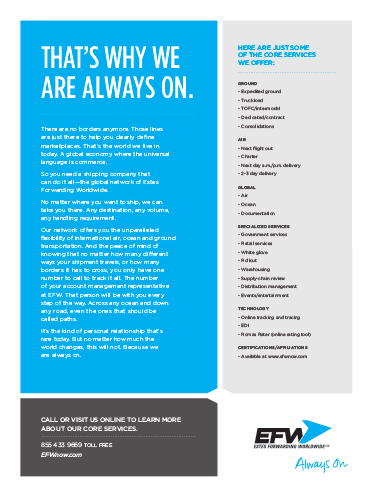 THAT'S WHY WE
ARE ALWAYS ON.
There are no borders anymore. Those lines
are just there to help you clearly define
marketplaces. That's the world we live in
today. A global economy where the universal
language is commerce.
So you need a shipping company that
can do it all—the global network of Estes
Forwarding Worldwide.
No matter where you want to ship, we can
take you there. Any destination, any volume,
any handling requirement.
Our network offers you the unparalleled
flexibility of international air, ocean and ground
transportation. And the peace of mind of
knowing that no matter how many different
ways your shipment travels, or how many
borders it has to cross, you only have one
number to call to track it all. The number
of your account management representative
at EFW. That person will be with you every
step of the way. Across any ocean and down
any road, even the ones that should be
called paths.
It's the kind of personal relationship that's
rare today. But no matter how much the
world changes, this will not. Because we
are always on.
HERE ARE JUST SOME
OF THE CORE SERVICES
WE OFFER:
GROUND
- Expedited ground
- Truckload
- TOFC/intermodal
- Dedicated/contract
- Consolidations
AIR
- Next flight out
- Charter
- Next day a.m./p.m. delivery
- 2–3 day delivery
GLOBAL
- Air
- Ocean
- Documentation
SPECIALIZED SERVICES
- Government services
- Retail services
- White glove
- Rollout
- Warehousing
- Supply-chain review
- Distribution management
- Events/entertainment
TECHNOLOGY
- Online tracking and tracing
- EDI
CERTIFICATIONS/AFFILIATIONS
- Available at www.efwnow.com
CALL OR VISIT US ONLINE TO LEARN MORE
ABOUT OUR CORE SERVICES.
855.433.9659 TOLL FREE
EFWnow.com
EFW
ESTES FORWARDING WORLDWIDE
Always On